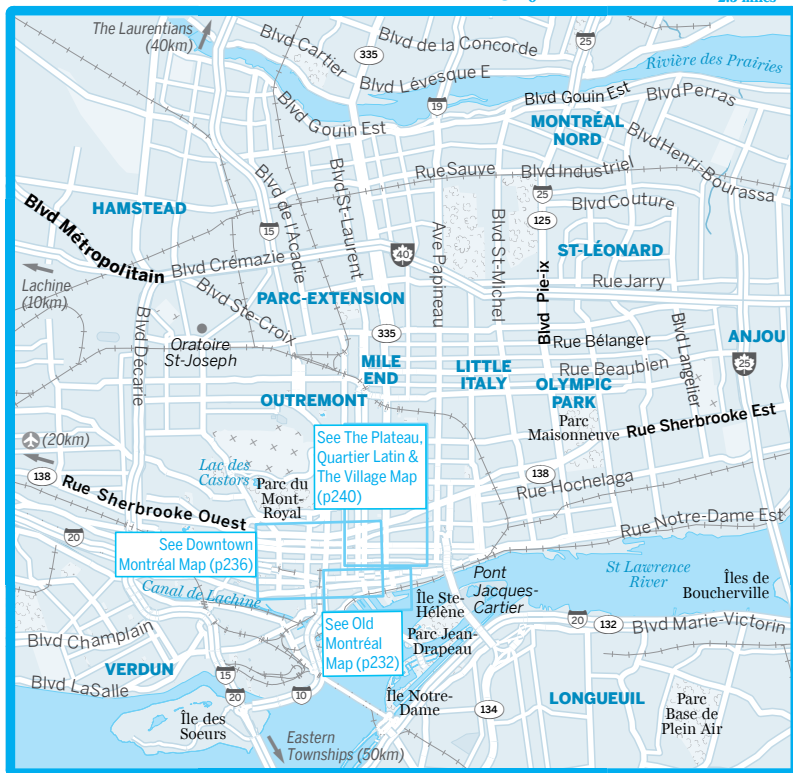 The Laurentians
(40km)
Blvd Cartier
335
Blvd de la Concorde
25
Blvd Lévesque E
Rivière des Prairies
19
Blvd Gouin Est
Blvd Perras
Blvd Gouin Est
MONTRÉAL
NORD
Blvd Henri-Bourassa
Rue Sauve
Blvd Industriel
25
Blvd Couture
HAMSTEAD
Blvd de l'Acadie
Blvd St-Laurent
Ave Papineau
Blvd St-Michel
125
15
Blvd Métropolitain
40
ST-LÉONARD
Blvd Crémazie
Rue Jarry
Lachine
(10km)
Blvd Ste-Croix
PARC-EXTENSION
Blvd Pie-ix
Blvd Décarie
Oratoire
St-Joseph
335
Rue Bélanger
Blvd Langelier
ANJOU
MILE
END
LITTLE
ITALY
Rue Beaubien
25
OLYMPIC
PARK
OUTREMONT
Parc
Maisonneuve
Rue Sherbrooke Est
(20km)
See The Plateau,
Quartier Latin &
The Village Map
(p240)
138
Lac des
Castors
Parc du
Mont-
Royal
138
Rue Sherbrooke Ouest
Rue Hochelaga
20
Rue Notre-Dame Est
See Downtown
Montréal Map (p236)
Pont
Jacques-
Cartier
St Lawrence
River
Îles de
Boucherville
Canal de Lachine
Île Ste-
Hélène
Parc Jean-
Drapeau
20
132
Blvd Marie-Victorin
See Old
Montréal
Map (p232)
Blvd Champlain
VERDUN
15
Blvd LaSalle
20
10
Île Notre-
Dame
134
LONGUEUIL
Parc
Base de
Plein Air
Île des
Soeurs
Eastern
Townships (50km)